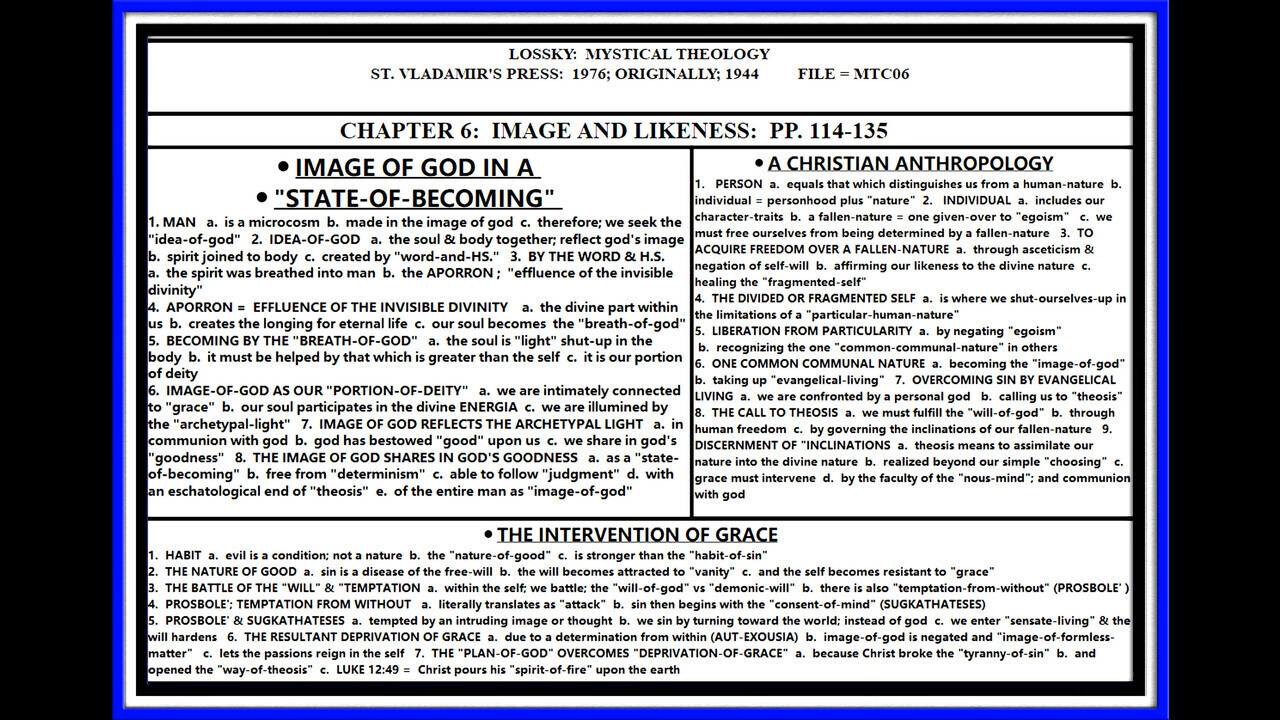 LOSSKY: MYSTICAL THEOLOGY
ST. VLADAMIR'S PRESS: 1976; ORIGINALLY; 1944 FILE = MTC06
CHAPTER 6: IMAGE AND LIKENESS: PP. 114-135
• IMAGE OF GOD IN A
• "STATE-OF-BECOMING"
1. MAN a. is a microcosm b. made in the image of god c. therefore; we seek the
"idea-of-god" 2. IDEA-OF-GOD a. the soul & body together; reflect god's image
b. spirit joined to body c. created by "word-and-HS." 3. BY THE WORD & H.S.
a. the spirit was breathed into man b. the APORRON ; "effluence of the invisible
divinity"
4. APORRON = EFFLUENCE OF THE INVISIBLE DIVINITY a. the divine part within
us b. creates the longing for eternal life c. our soul becomes the "breath-of-god"
5. BECOMING BY THE "BREATH-OF-GOD" a. the soul is "light" shut-up in the
body b. it must be helped by that which is greater than the self c. it is our portion
of deity
6. IMAGE-OF-GOD AS OUR "PORTION-OF-DEITY" a. we are intimately connected
to "grace" b. our soul participates in the divine ENERGIA c. we are illumined by
the "archetypal-light" 7. IMAGE OF GOD REFLECTS THE ARCHETYPAL LIGHT a. in
communion with god b. god has bestowed "good" upon us c. we share in god's
"goodness" 8. THE IMAGE OF GOD SHARES IN GOD'S GOODNESS a. as a "state-
of-becoming" b. free from "determinism" c. able to follow "judgment" d. with
an eschatological end of "theosis" e. of the entire man as "image-of-god"
• A CHRISTIAN ANTHROPOLOGY
1. PERSON a. equals that which distinguishes us from a human-nature b.
individual = personhood plus "nature" 2. INDIVIDUAL a. includes our
character-traits b. a fallen-nature = one given-over to "egoism" c. we
must free ourselves from being determined by a fallen-nature 3. TO
ACQUIRE FREEDOM OVER A FALLEN-NATURE a. through asceticism &
negation of self-will b. affirming our likeness to the divine nature c.
healing the "fragmented-self"
4. THE DIVIDED OR FRAGMENTED SELF a. is where we shut-ourselves-up in
the limitations of a "particular-human-nature"
5. LIBERATION FROM PARTICULARITY a. by negating "egoism"
b. recognizing the one "common-communal-nature" in others
6. ONE COMMON COMMUNAL NATURE a. becoming the "image-of-god"
b. taking up "evangelical-living" 7. OVERCOMING SIN BY EVANGELICAL
LIVING a. we are confronted by a personal god b. calling us to "theosis"
8. THE CALL TO THEOSIS a. we must fulfill the "will-of-god" b. through
human freedom c. by governing the inclinations of our fallen-nature 9.
DISCERNMENT OF "INCLINATIONS a. theosis means to assimilate our
nature into the divine nature b. realized beyond our simple "choosing" c.
grace must intervene d. by the faculty of the "nous-mind"; and communion
with god
• THE INTERVENTION OF GRACE
1. HABIT a. evil is a condition; not a nature b. the "nature-of-good" c. is stronger than the "habit-of-sin"
2. THE NATURE OF GOOD a. sin is a disease of the free-will b. the will becomes attracted to "vanity" c. and the self becomes resistant to "grace"
3. THE BATTLE OF THE "WILL" & "TEMPTATION a. within the self; we battle; the "will-of-god" vs "demonic-will" b. there is also "temptation-from-without" (PROSBOLE' )
4. PROSBOLE'; TEMPTATION FROM WITHOUT a. literally translates as "attack" b. sin then begins with the "consent-of-mind" (SUGKATHATESES)
5. PROSBOLE' & SUGKATHATESES a. tempted by an intruding image or thought b. we sin by turning toward the world; instead of god c. we enter "sensate-living" & the
will hardens 6. THE RESULTANT DEPRIVATION OF GRACE a. due to a determination from within (AUT-EXOUSIA) b. image-of-god is negated and "image-of-formless-
matter" c. lets the passions reign in the self 7. THE "PLAN-OF-GOD" OVERCOMES "DEPRIVATION-OF-GRACE" a. because Christ broke the "tyranny-of-sin" b. and
opened the "way-of-theosis" c. LUKE 12:49 = Christ pours his "spirit-of-fire" upon the earth